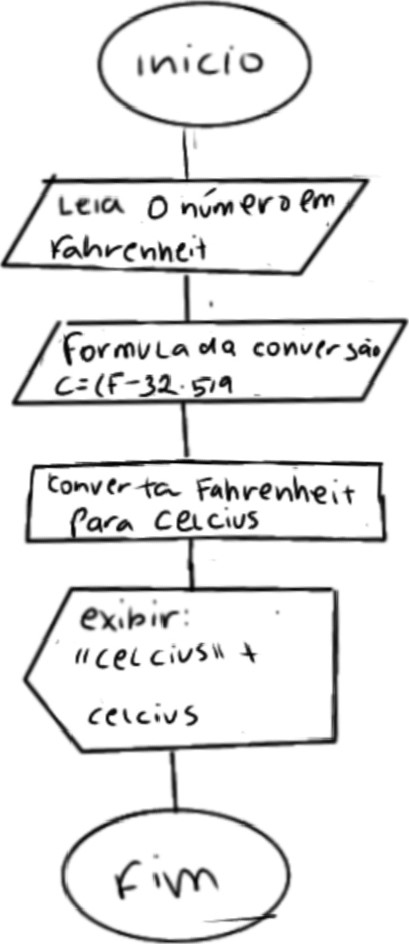 inicio
Leia o número em
Fahrenheit
Formula da conversão
C=(F-32.5/9
converta Fahrenheit
Para celcius
exibir:
"celcius" +
celcius
Fim